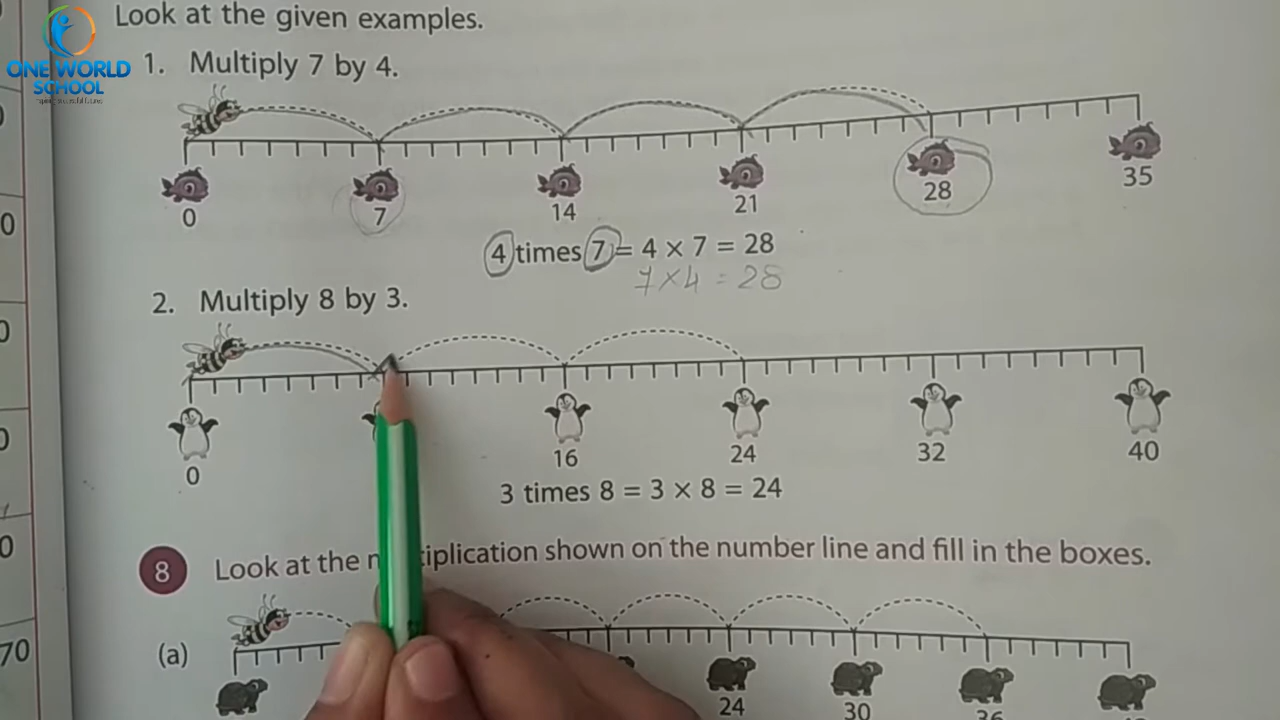 Look at the given examples.
ONE WORLD
SCHOOL
1. Multiply 7 by 4.
0 7 14 21 28 35
4 times 7 = 4 × 7 = 28
7 × 4 = 28
2. Multiply 8 by 3.
0 16 24 32 40
3 times 8 = 3 × 8 = 24
8 Look at the multiplication shown on the number line and fill in the boxes.
(a)
24 30 36
70